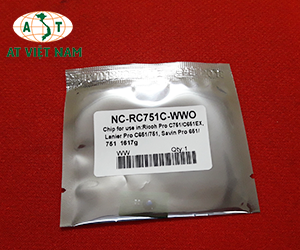 AST
AT VIỆT NAM
NC-RC751C-WWO
Chip for use in:Ricoh Pro C751/C651EX,
Lanier Pro C651/751, Savin Pro 651/
751 1617g
WW Qty 1